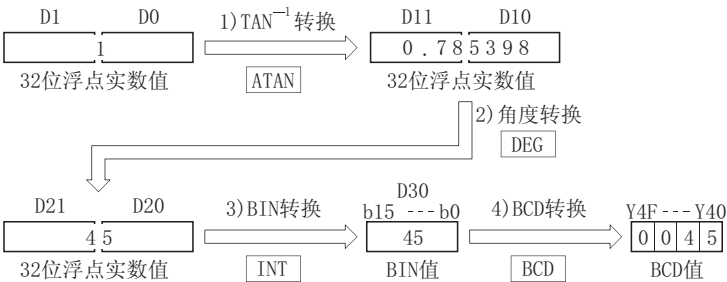 D1 D0 1)TAN⁻¹转换 D11 D10
1 0.785398
32位浮点实数值 ATAN 32位浮点实数值
2)角度转换
DEG
D21 D20 3)BIN转换 D30 4)BCD转换
b15 --- b0 Y4F --- Y40
45 45 0 0 4 5
32位浮点实数值 INT BIN值 BCD BCD值